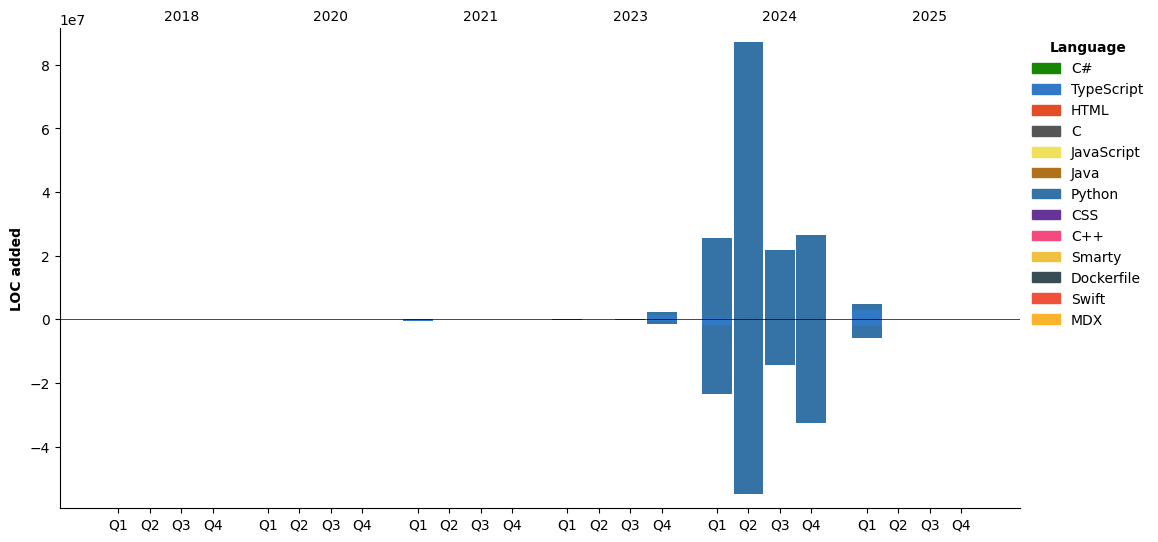 1e7
2018 2020 2021 2023 2024 2025
LOC added
8
6
4
2
0
−2
−4
Q1 Q2 Q3 Q4 Q1 Q2 Q3 Q4 Q1 Q2 Q3 Q4 Q1 Q2 Q3 Q4 Q1 Q2 Q3 Q4 Q1 Q2 Q3 Q4
Language
C#
TypeScript
HTML
C
JavaScript
Java
Python
CSS
C++
Smarty
Dockerfile
Swift
MDX